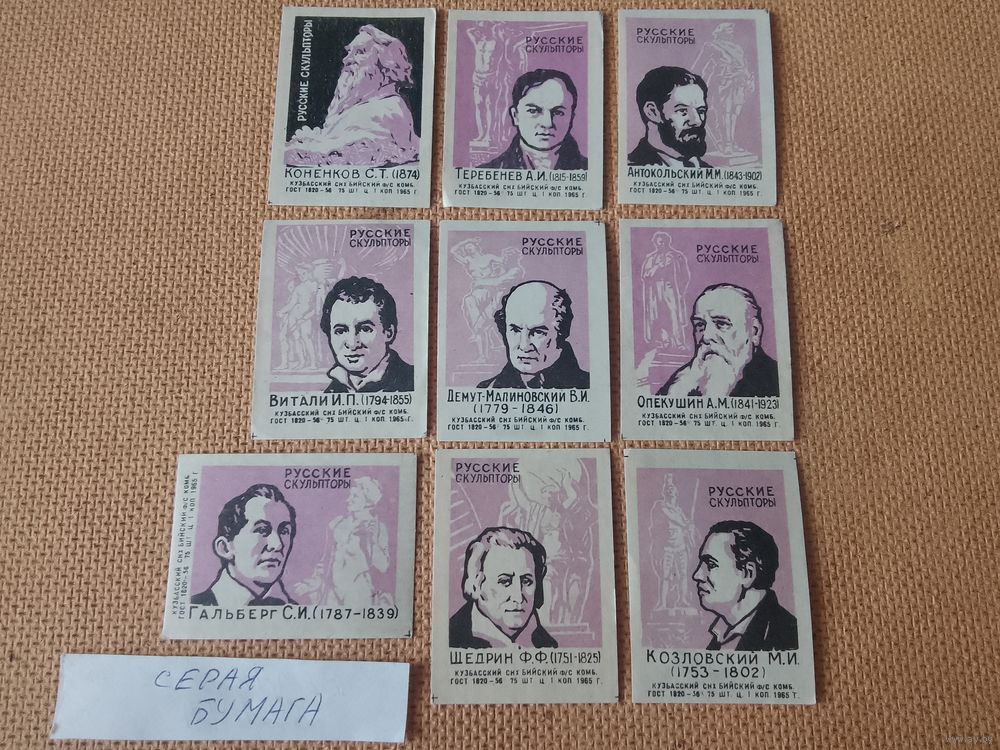 РУССКИЕ СКУЛЬПТОРЫ
КОНЕНКОВ С.Т. (1874)
КУЗБАССКИЙ СНХ БИЙСКИЙ Ф/С КОМБ.
ГОСТ 1820-56 75 ШТ. Ц. 1 КОП 1965 Г.
РУССКИЕ
СКУЛЬПТОРЫ
ТЕРЕБЕНЕВ А.И. (1815-1859)
КУЗБАССКИЙ СНХ БИЙСКИЙ Ф/С КОМБ.
ГОСТ 1820-56 75 ШТ. Ц. 1 КОП 1965 Г.
РУССКИЕ
СКУЛЬПТОРЫ
АНТОКОЛЬСКИЙ М.М. (1843-1902)
КУЗБАССКИЙ СНХ БИЙСКИЙ Ф/С КОМБ.
ГОСТ 1820-56 75 ШТ. Ц. 1 КОП 1965 Г.
РУССКИЕ
СКУЛЬПТОРЫ
ВИТАЛИ И.П. (1794-1855)
КУЗБАССКИЙ СНХ БИЙСКИЙ Ф/С КОМБ.
ГОСТ 1820-56 75 ШТ. Ц. 1 КОП 1965 Г.
РУССКИЕ
СКУЛЬПТОРЫ
ДЕМУТ-МАЛИНОВСКИЙ В.И.
(1779-1846)
КУЗБАССКИЙ СНХ БИЙСКИЙ Ф/С КОМБ.
ГОСТ 1820-56 75 ШТ. Ц. 1 КОП 1965 Г.
РУССКИЕ
СКУЛЬПТОРЫ
ОПЕКУШИН А.М. (1841-1923)
КУЗБАССКИЙ СНХ БИЙСКИЙ Ф/С КОМБ.
ГОСТ 1820-56 75 ШТ. Ц. 1 КОП 1965 Г.
РУССКИЕ
СКУЛЬПТОРЫ
КУЗБАССКИЙ СНХ БИЙСКИЙ Ф/С КОМБ.
ГОСТ 1820-56 75 ШТ. Ц. 1 КОП 1965 Г.
ГАЛЬБЕРГ С.И. (1787-1839)
РУССКИЕ
СКУЛЬПТОРЫ
ЩЕДРИН Ф.Ф. (1751-1825)
КУЗБАССКИЙ СНХ БИЙСКИЙ Ф/С КОМБ.
ГОСТ 1820-56 75 ШТ. Ц. 1 КОП 1965 Г.
РУССКИЕ
СКУЛЬПТОРЫ
КОЗЛОВСКИЙ М.И.
(1753-1802)
КУЗБАССКИЙ СНХ БИЙСКИЙ Ф/С КОМБ.
ГОСТ 1820-56 75 ШТ. Ц. 1 КОП 1965 Г.
СЕРАЯ
БУМАГА
www.ay.by